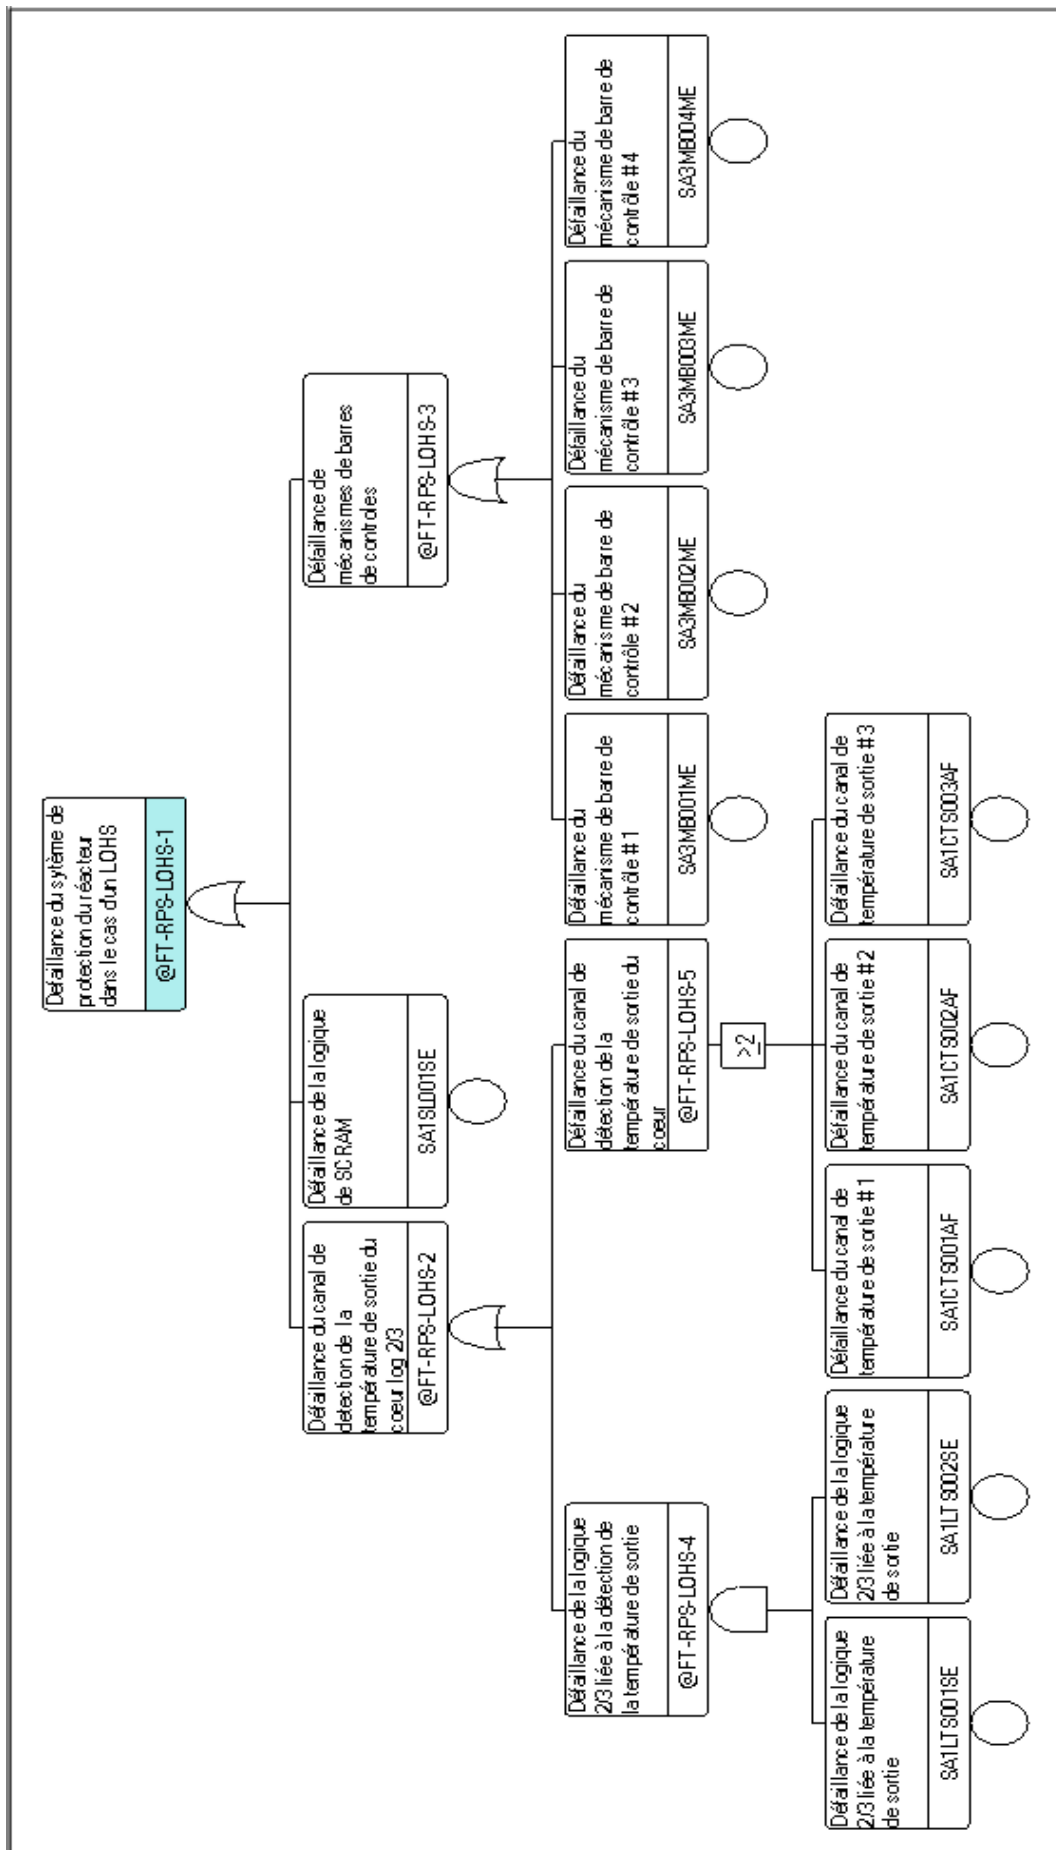 Défaillance du sytème de
protection du réacteur
dans le cas d'un LOHS
@FT-RPS-LOHS-1
Défaillance du canal de
détection de la
température de sortie du
coeur log 2/3
@FT-RPS-LOHS-2
Défaillance de la logique
de SCRAM
SA1SL001SE
Défaillance de
mécanismes de barres
de controles
@FT-RPS-LOHS-3
Défaillance de la logique
2/3 liée à la détection de
la température de sortie
@FT-RPS-LOHS-4
Défaillance du canal de
détection de la
température de sortie du
coeur
@FT-RPS-LOHS-5
≥2
Défaillance du
mécanisme de barre de
contrôle #1
SA3MB001ME
Défaillance du
mécanisme de barre de
contrôle #2
SA3MB002ME
Défaillance du
mécanisme de barre de
contrôle #3
SA3MB003ME
Défaillance du
mécanisme de barre de
contrôle #4
SA3MB004ME
Défaillance de la logique
2/3 liée à la température
de sortie
SA1LTS001SE
Défaillance de la logique
2/3 liée à la température
de sortie
SA1LTS002SE
Défaillance du canal de
température de sortie #1
SA1CTS001AF
Défaillance du canal de
température de sortie #2
SA1CTS002AF
Défaillance du canal de
température de sortie #3
SA1CTS003AF